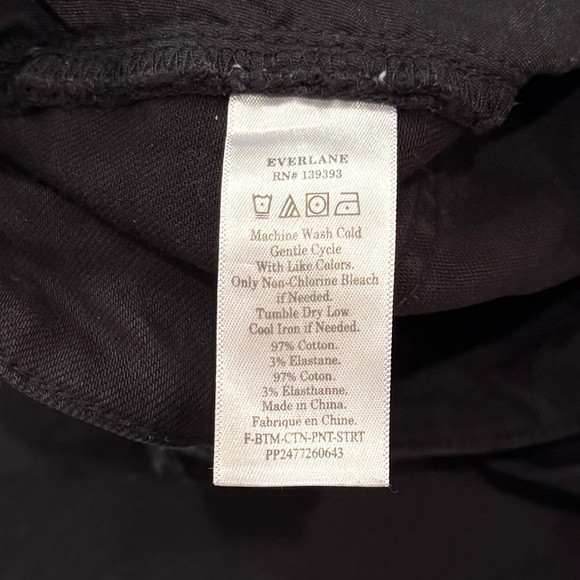 EVERLANE
RN# 139393
Machine Wash Cold
Gentle Cycle
With Like Colors.
Only Non-Chlorine Bleach
if Needed.
Tumble Dry Low
Cool Iron if Needed.
97% Cotton.
3% Elastane.
97% Coton.
3% Elasthanne.
Made in China.
Fabrique en Chine.
F-BTM-CTN-PNT-STRT
PP2477260643